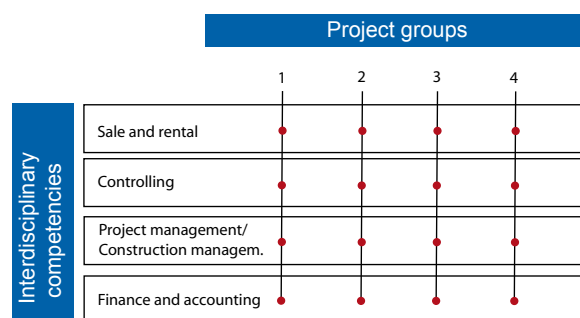 Project groups
1 2 3 4
Interdisciplinary
competencies
Sale and rental
Controlling
Project management/
Construction managem.
Finance and accounting